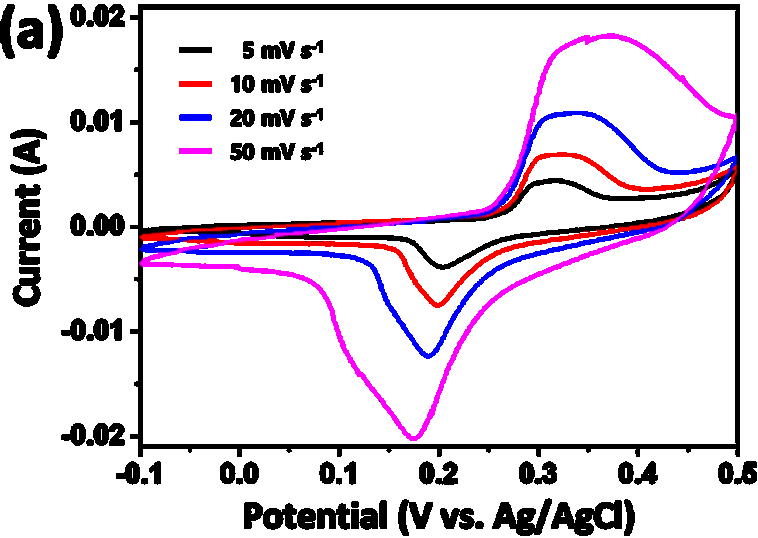 (a)
0.02
0.01
0.00
-0.01
-0.02
Current (A)
5 mV s⁻¹
10 mV s⁻¹
20 mV s⁻¹
50 mV s⁻¹
-0.1 0.0 0.1 0.2 0.3 0.4 0.5
Potential (V vs. Ag/AgCl)